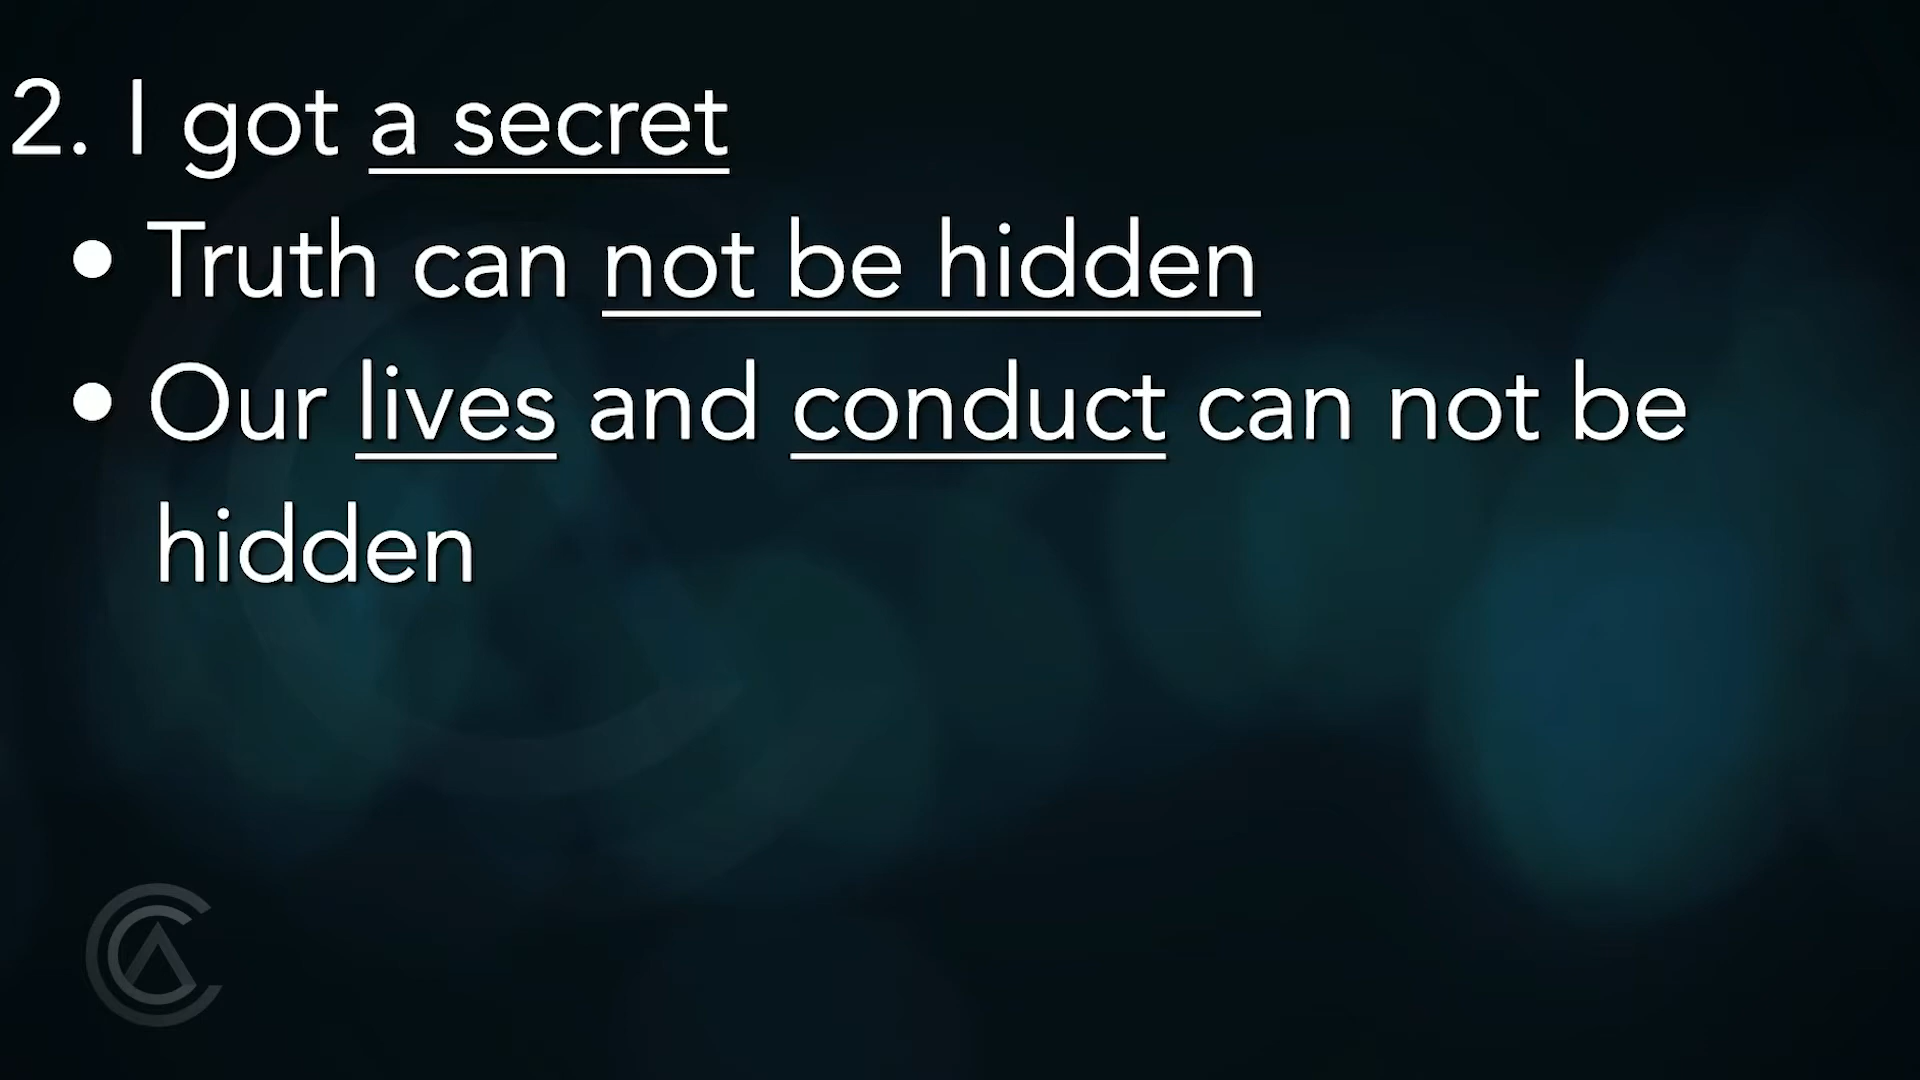 2. I got a secret
• Truth can not be hidden
• Our lives and conduct can not be
hidden